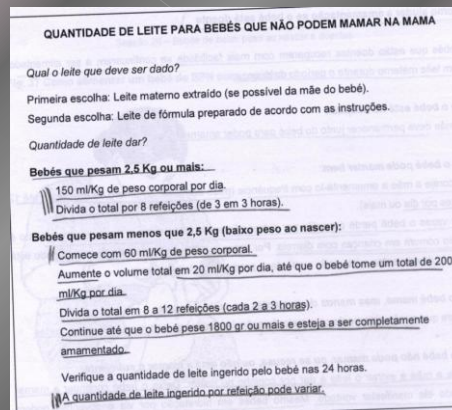 QUANTIDADE DE LEITE PARA BEBÉS QUE NÃO PODEM MAMAR NA MAMA
Qual o leite que deve ser dado?
Primeira escolha: Leite materno extraído (se possível da mãe do bebé).
Segunda escolha: Leite de fórmula preparado de acordo com as instruções.
Quantidade de leite dar?
Bebés que pesam 2,5 Kg ou mais:
150 ml/Kg de peso corporal por dia.
Divida o total por 8 refeições (de 3 em 3 horas).
Bebés que pesam menos que 2,5 Kg (baixo peso ao nascer):
Comece com 60 ml/Kg de peso corporal.
Aumente o volume total em 20 ml/Kg por dia, até que o bebé tome um total de 200
ml/Kg por dia.
Divida o total em 8 a 12 refeições (cada 2 a 3 horas).
Continue até que o bebé pese 1800 gr ou mais e esteja a ser completamente
amamentado.
Verifique a quantidade de leite ingerido pelo bebé nas 24 horas.
A quantidade de leite ingerido por refeição pode variar.